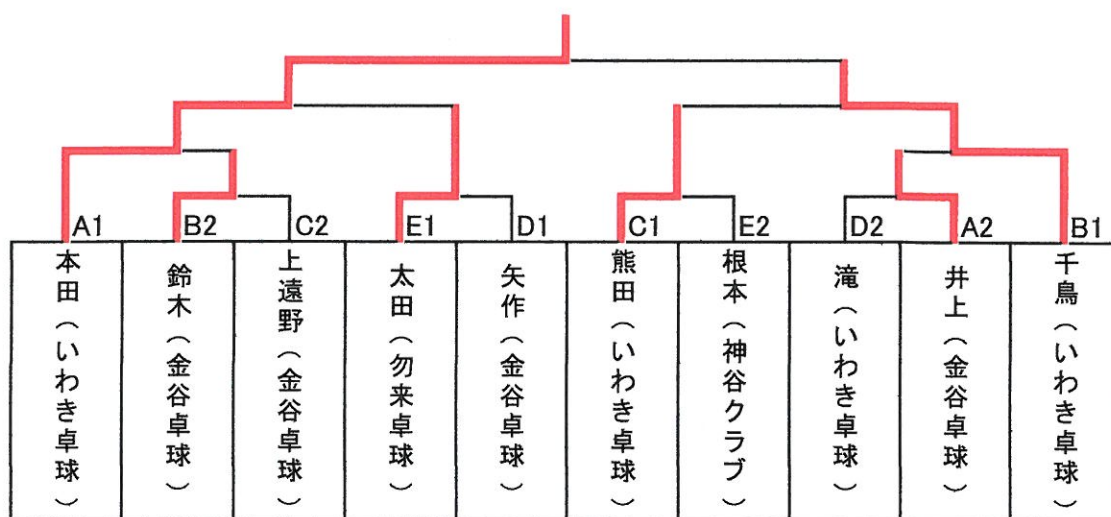 A1
B2
C2
E1
D1
C1
E2
D2
A2
B1
本田（いわき卓球）
鈴木（金谷卓球）
上遠野（金谷卓球）
太田（勿来卓球）
矢作（金谷卓球）
熊田（いわき卓球）
根本（神谷クラブ）
滝（いわき卓球）
井上（金谷卓球）
千鳥（いわき卓球）